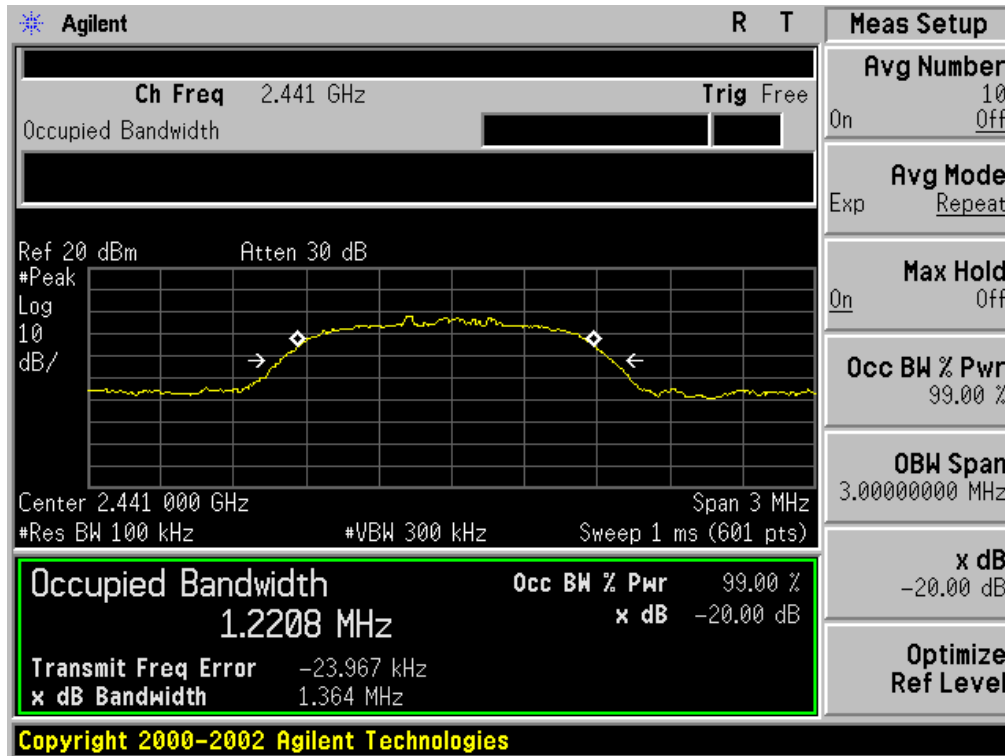 Agilent R T
Ch Freq 2.441 GHz Trig Free
Occupied Bandwidth
Ref 20 dBm Atten 30 dB
#Peak
Log
10
dB/
Center 2.441 000 GHz Span 3 MHz
#Res BW 100 kHz #VBW 300 kHz Sweep 1 ms (601 pts)
Occupied Bandwidth Occ BW % Pwr 99.00 %
1.2208 MHz x dB -20.00 dB
Transmit Freq Error -23.967 kHz
x dB Bandwidth 1.364 MHz
Copyright 2000-2002 Agilent Technologies
Meas Setup
Avg Number
10
On Off
Avg Mode
Exp Repeat
Max Hold
On Off
Occ BW % Pwr
99.00 %
OBW Span
3.00000000 MHz
x dB
-20.00 dB
Optimize
Ref Level